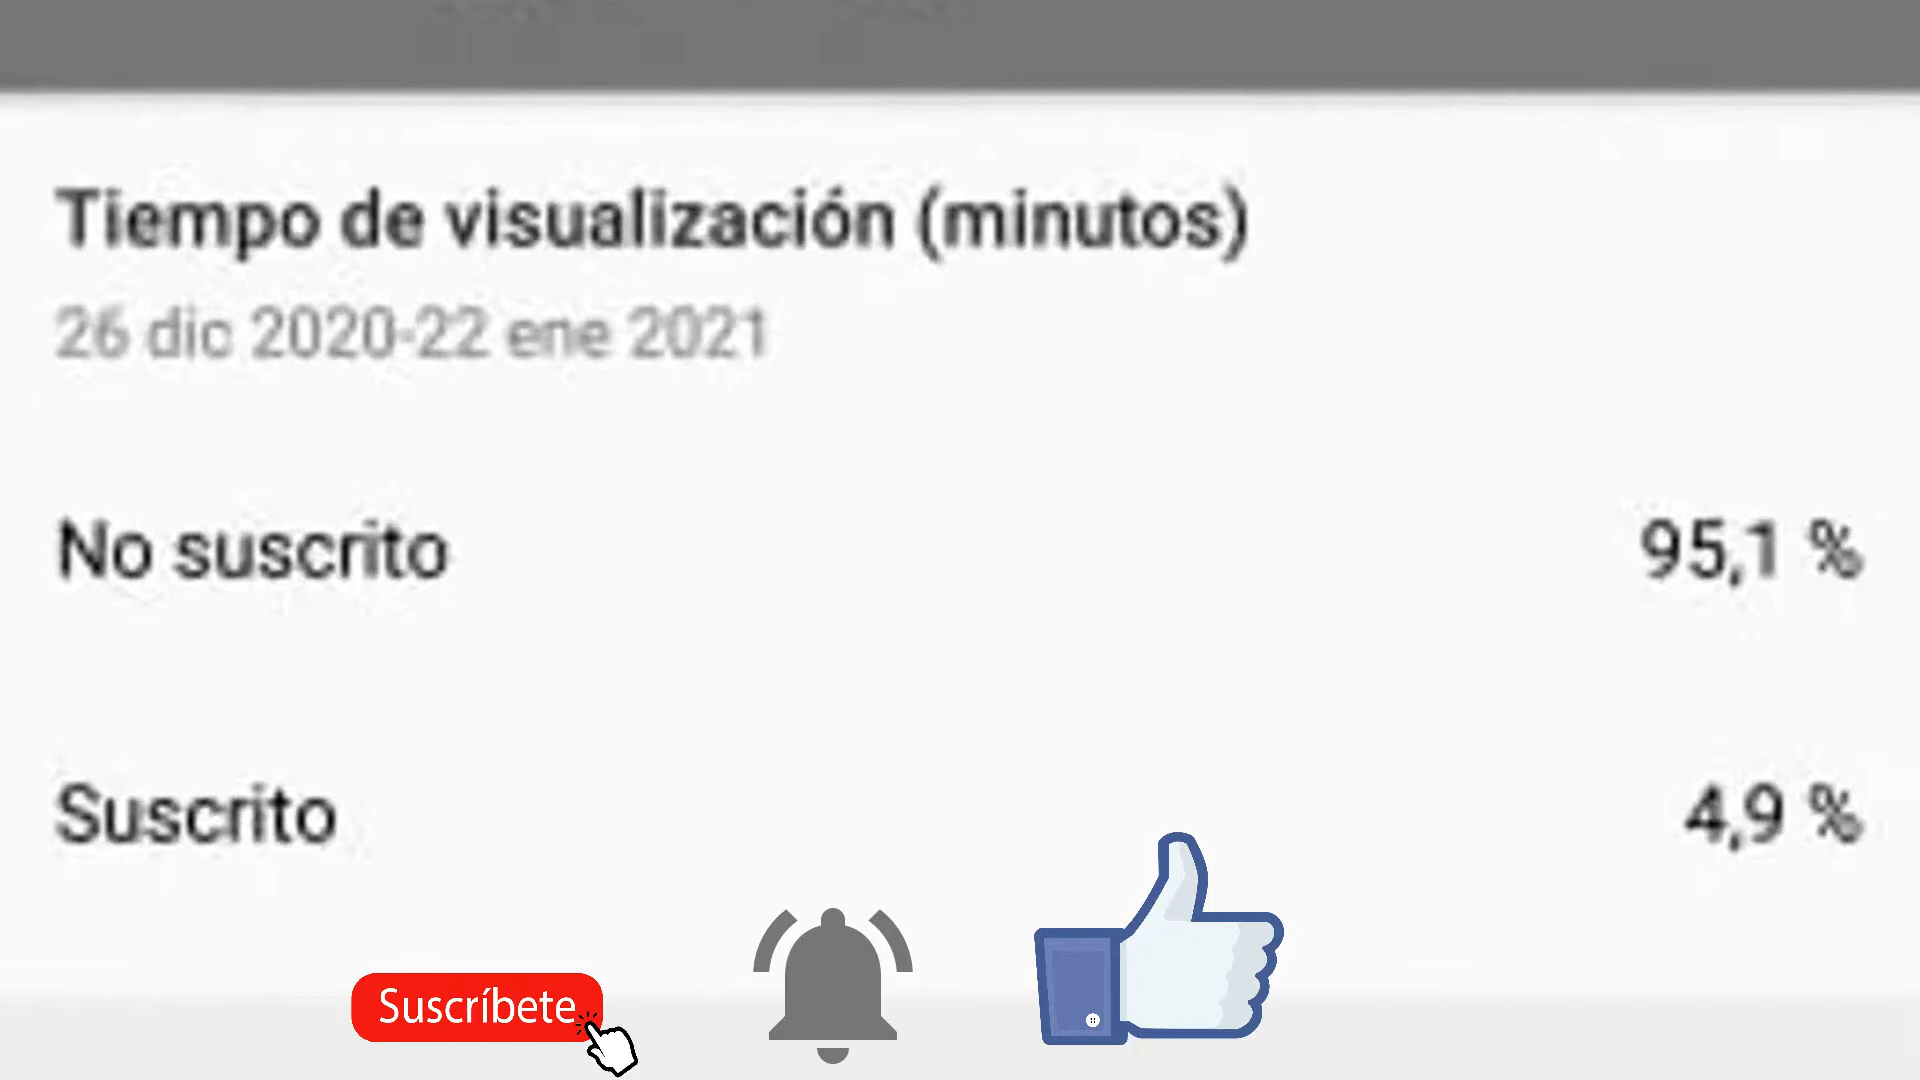 Tiempo de visualización (minutos)
26 dic 2020-22 ene 2021
No suscrito 95,1 %
Suscrito 4,9 %
Suscríbete